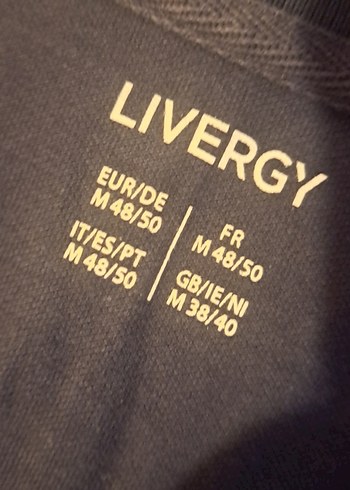 LIVERGY
EUR/DE
M 48/50
IT/ES/PT
M 48/50
FR
M 48/50
GB/IE/NI
M 38/40